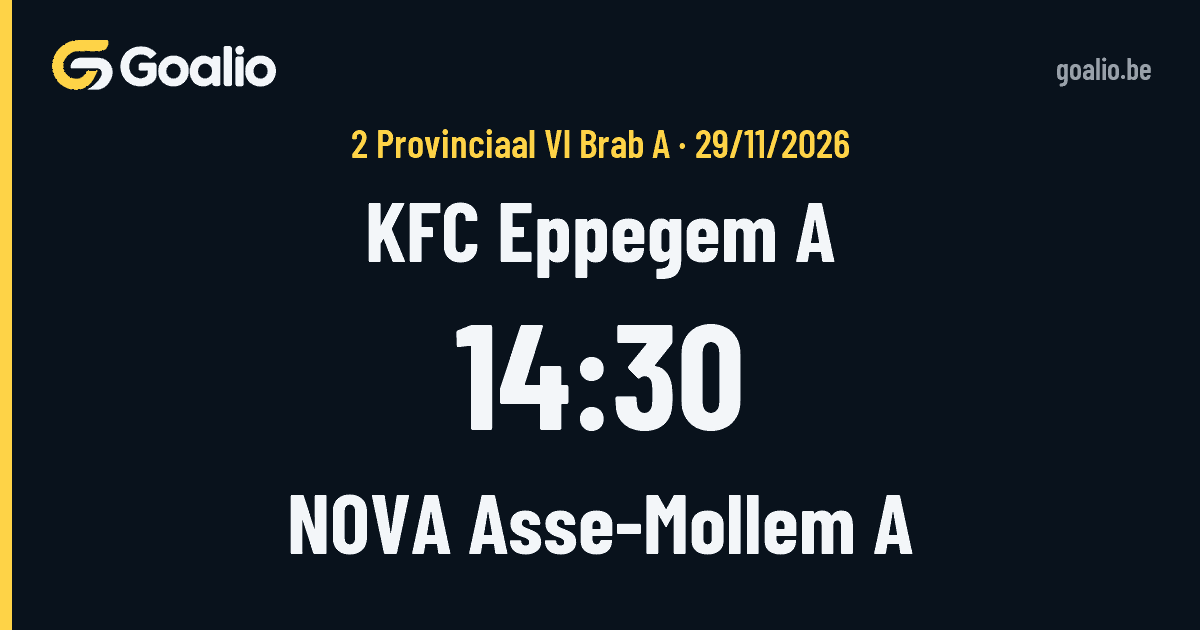 Goalio
goalio.be
2 Provinciaal Vl Brab A · 29/11/2026
KFC Eppegem A
14:30
NOVA Asse-Mollem A